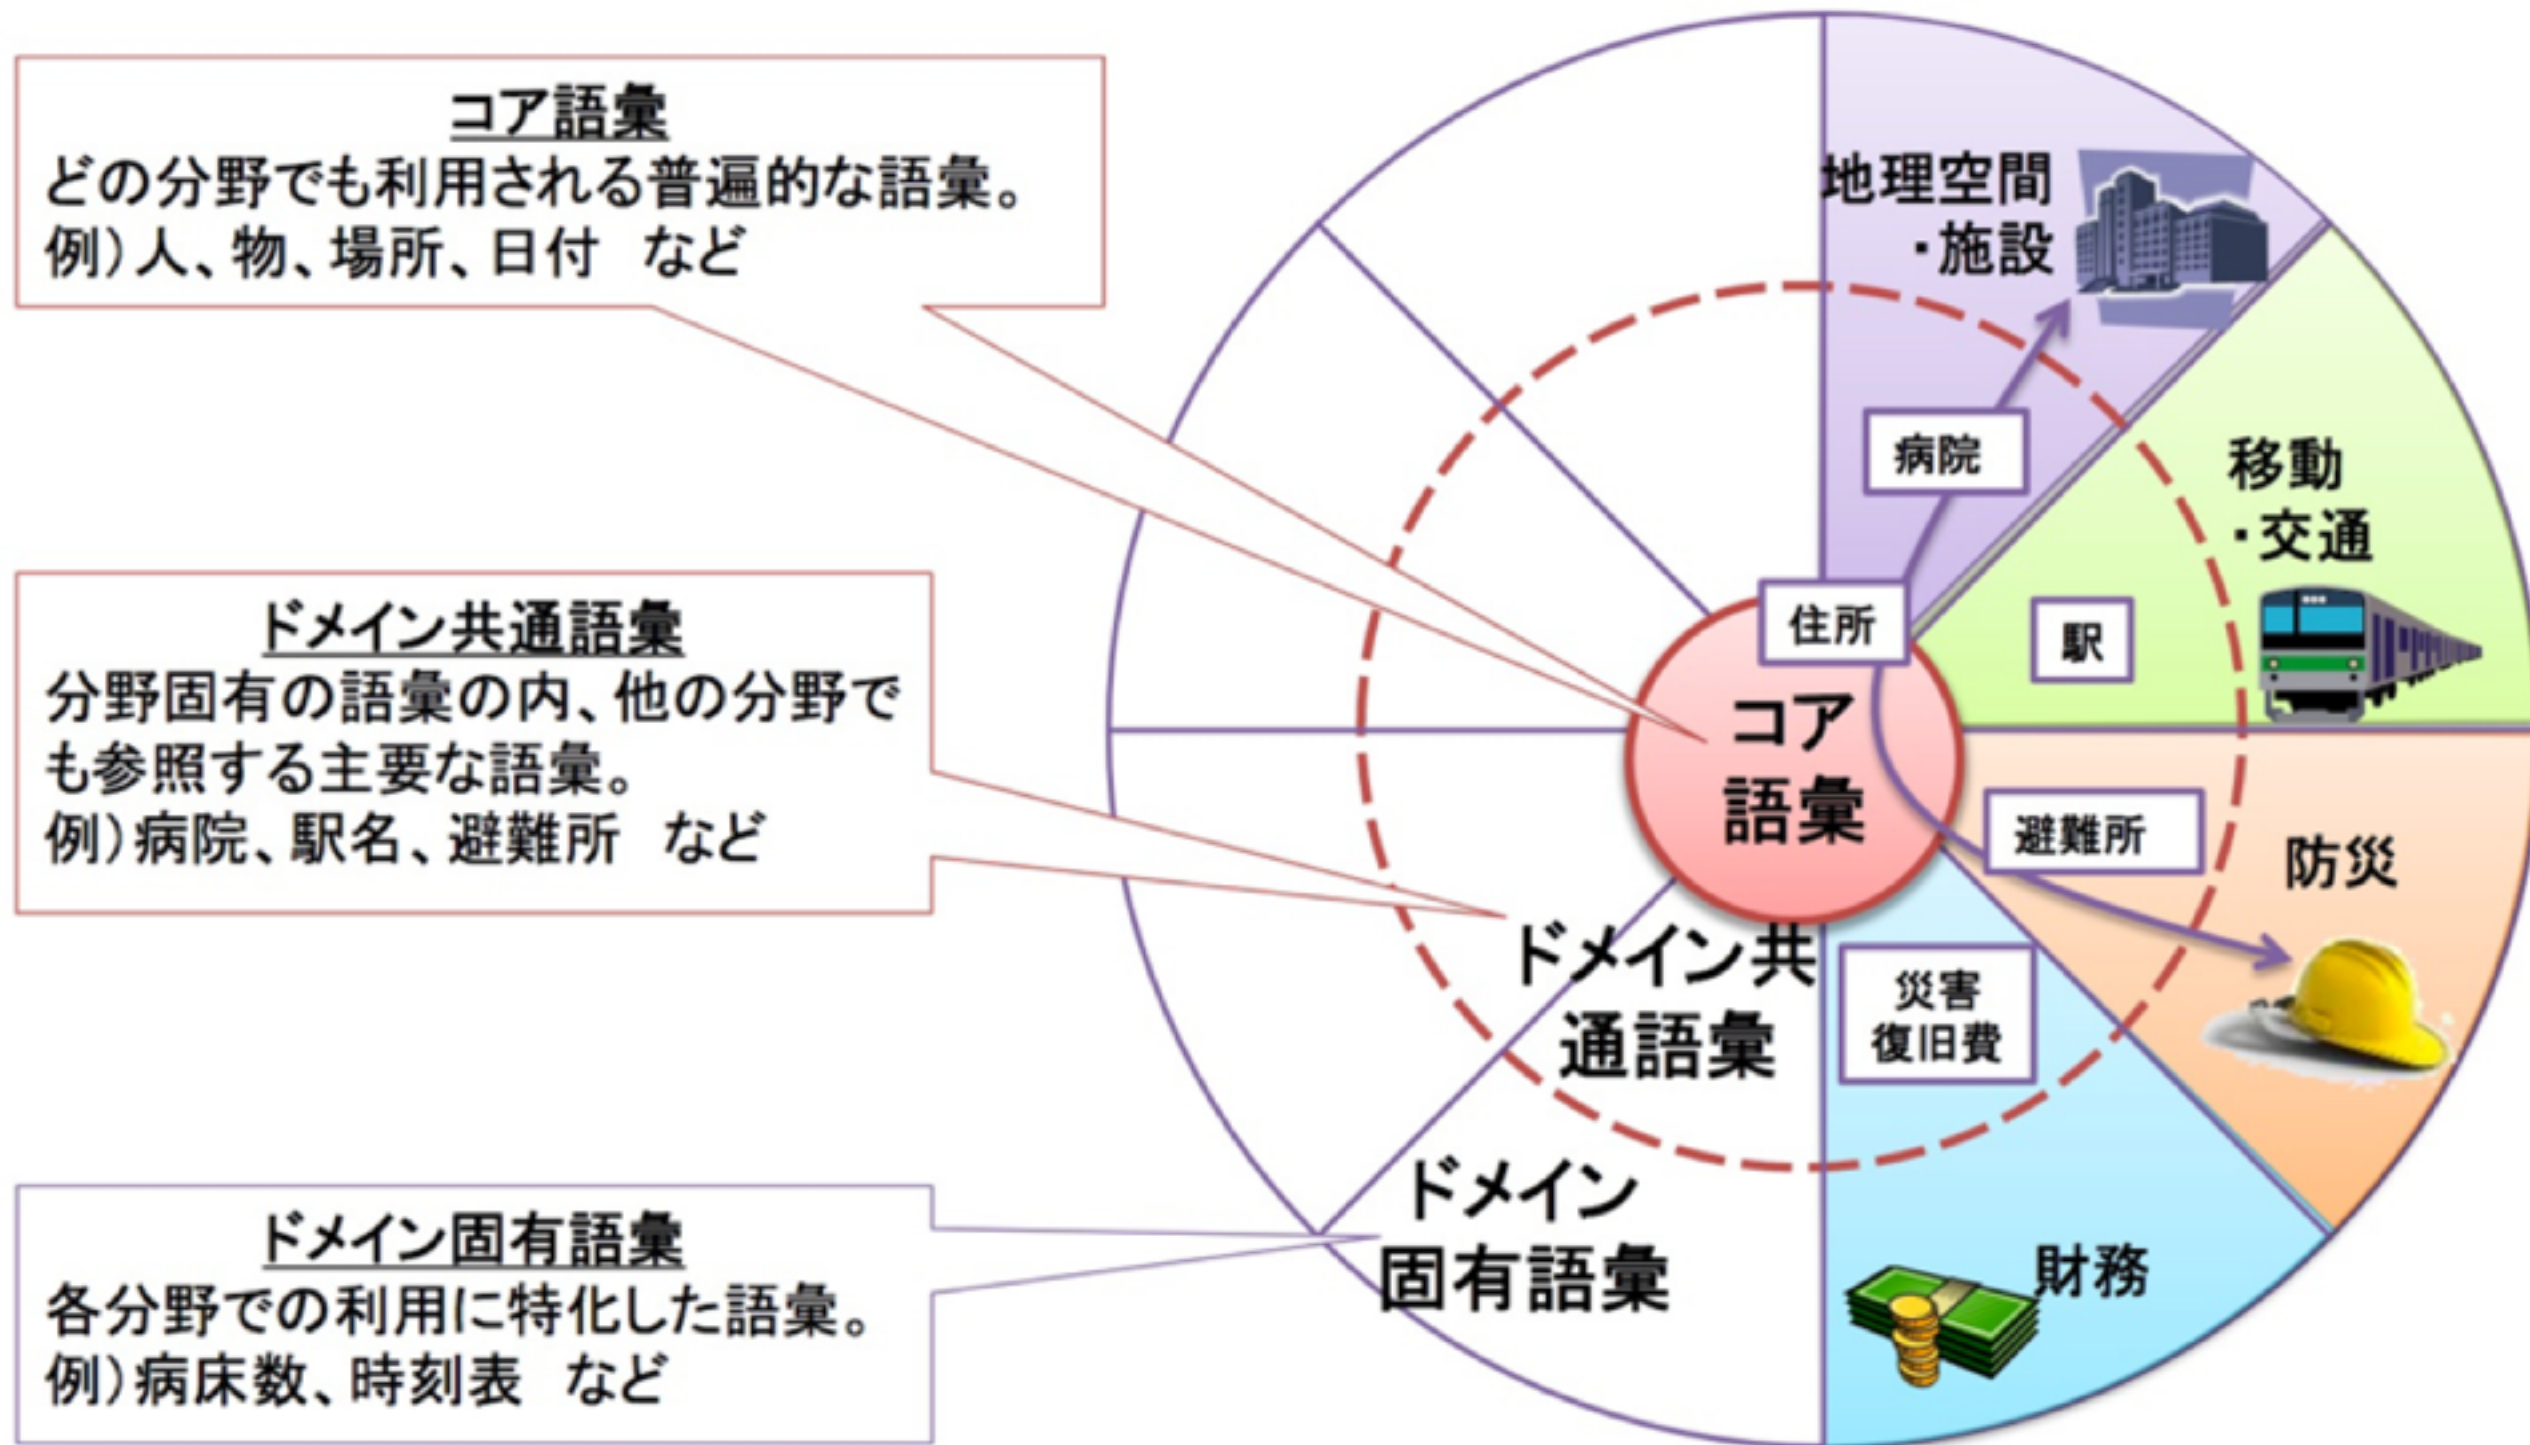 コア語彙
どの分野でも利用される普遍的な語彙。
例)人、物、場所、日付　など
ドメイン共通語彙
分野固有の語彙の内、他の分野で
も参照する主要な語彙。
例)病院、駅名、避難所　など
ドメイン固有語彙
各分野での利用に特化した語彙。
例)病床数、時刻表　など
地理空間
・施設
病院
移動
・交通
住所
駅
コア
語彙
避難所
防災
ドメイン共
通語彙
災害
復旧費
ドメイン
固有語彙
財務